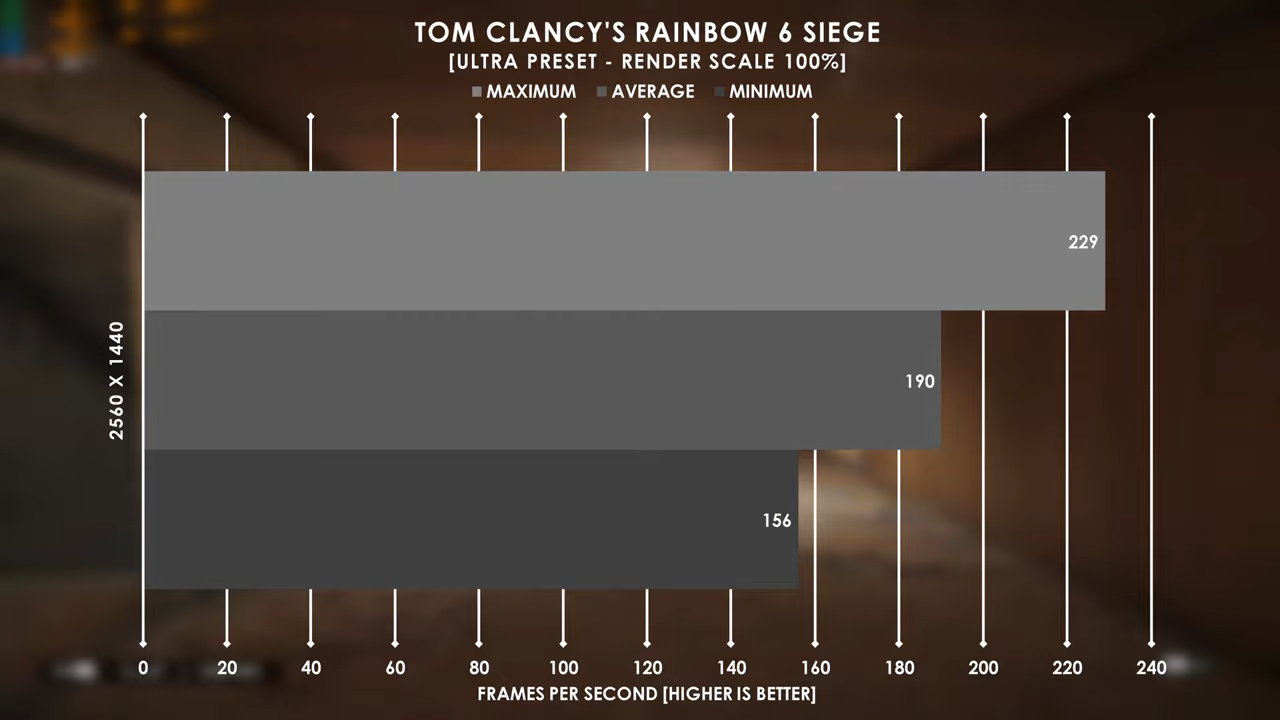 TOM CLANCY'S RAINBOW 6 SIEGE
[ULTRA PRESET - RENDER SCALE 100%]
MAXIMUM AVERAGE MINIMUM
229
190
156
2560 X 1440
0 20 40 60 80 100 120 140 160 180 200 220 240
FRAMES PER SECOND [HIGHER IS BETTER]